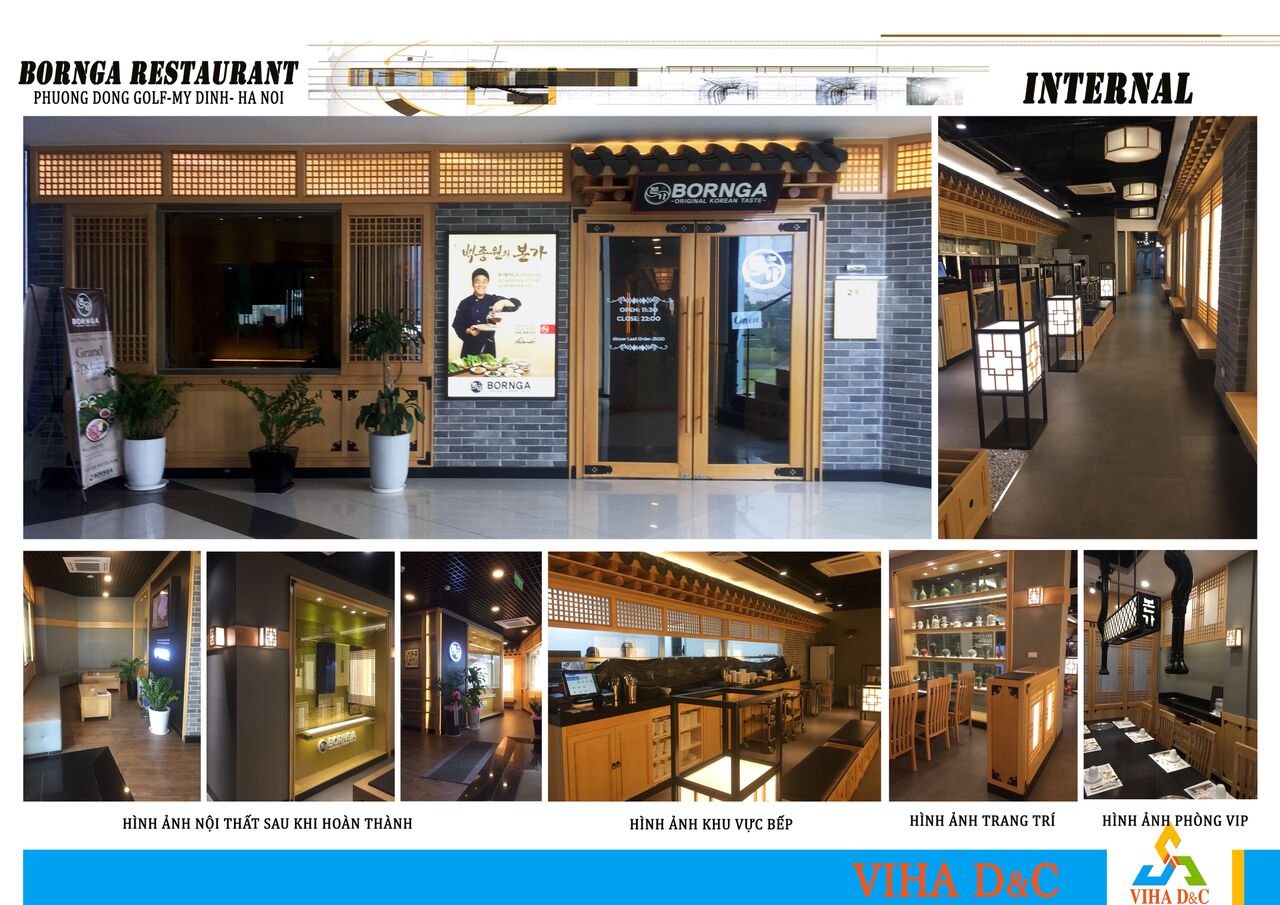 BORNGA RESTAURANT
PHUONG DONG GOLF-MY DINH- HA NOI
INTERNAL
BORNGA
-ORIGINAL KOREAN TASTE-
백종원의 본가
BORNGA
OPEN: 11:30
CLOSE: 22:00
Open
BORNGA
Grand
Opening
BORNGA
본가
BORNGA
HÌNH ẢNH NỘI THẤT SAU KHI HOÀN THÀNH
HÌNH ẢNH KHU VỰC BẾP
HÌNH ẢNH TRANG TRÍ
HÌNH ẢNH PHÒNG VIP
VIHA D&C
VIHA D&C